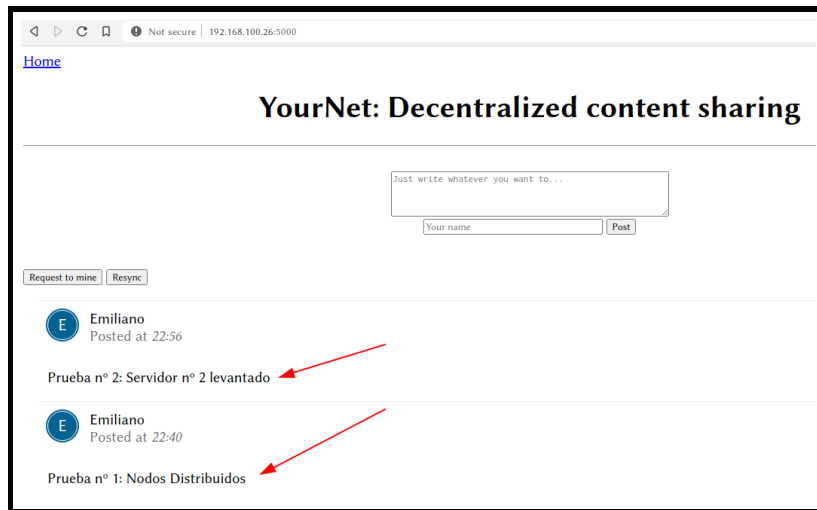 Not secure 192.168.100.26:5000
Home
YourNet: Decentralized content sharing
Just write whatever you want to...
Your name Post
Request to mine Resync
E Emiliano
Posted at 22:56
Prueba nº 2: Servidor nº 2 levantado
E Emiliano
Posted at 22:40
Prueba nº 1: Nodos Distribuidos